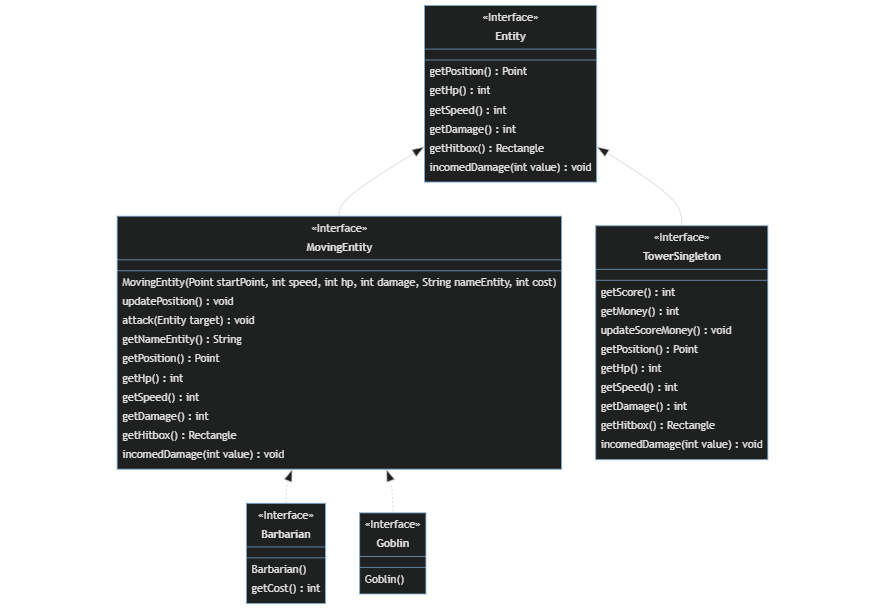 «Interface»
Entity
getPosition() : Point
getHp() : int
getSpeed() : int
getDamage() : int
getHitbox() : Rectangle
incomedDamage(int value) : void
«Interface»
MovingEntity
MovingEntity(Point startPoint, int speed, int hp, int damage, String nameEntity, int cost)
updatePosition() : void
attack(Entity target) : void
getNameEntity() : String
getPosition() : Point
getHp() : int
getSpeed() : int
getDamage() : int
getHitbox() : Rectangle
incomedDamage(int value) : void
«Interface»
TowerSingleton
getScore() : int
getMoney() : int
updateScoreMoney() : void
getPosition() : Point
getHp() : int
getSpeed() : int
getDamage() : int
getHitbox() : Rectangle
incomedDamage(int value) : void
«Interface»
Barbarian
Barbarian()
getCost() : int
«Interface»
Goblin
Goblin()